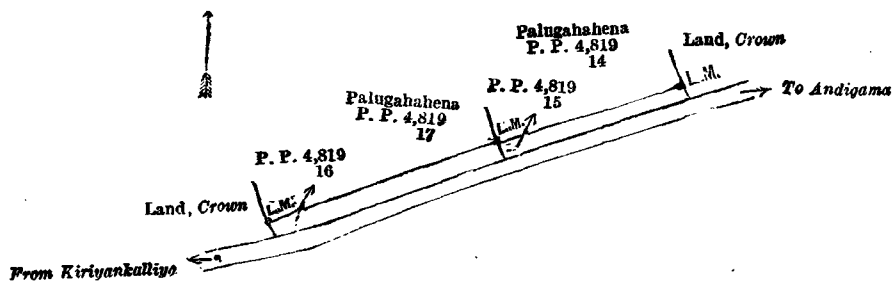 Palugahahena
P. P. 4,819
14
Land, Crown
L.M.
To Andigama
P. P. 4,819
15
Palugahahena
P. P. 4,819
17
L.M.
P. P. 4,819
16
L.M.
Land, Crown
From Kiriyankalliya